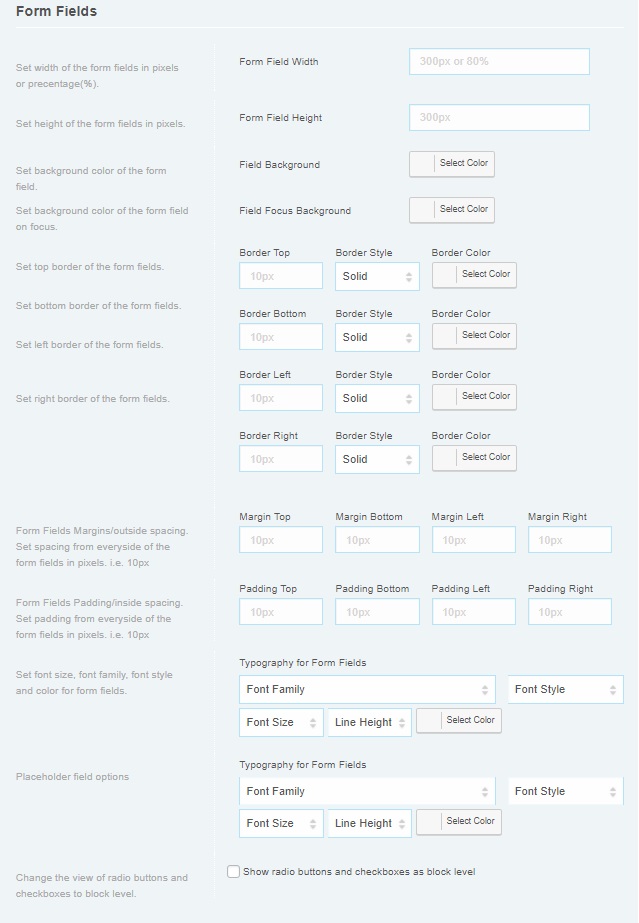 Form Fields
Set width of the form fields in pixels
or precentage(%).
Form Field Width
300px or 80%
Set height of the form fields in pixels.
Form Field Height
300px
Set background color of the form
field.
Field Background
Select Color
Set background color of the form field
on focus.
Field Focus Background
Select Color
Set top border of the form fields.
Border Top Border Style Border Color
10px Solid Select Color
Set bottom border of the form fields.
Border Bottom Border Style Border Color
10px Solid Select Color
Set left border of the form fields.
Border Left Border Style Border Color
10px Solid Select Color
Set right border of the form fields.
Border Right Border Style Border Color
10px Solid Select Color
Form Fields Margins/outside spacing.
Set spacing from everyside of the
form fields in pixels. i.e. 10px
Margin Top Margin Bottom Margin Left Margin Right
10px 10px 10px 10px
Form Fields Padding/inside spacing.
Set padding from everyside of the
form fields in pixels. i.e. 10px
Padding Top Padding Bottom Padding Left Padding Right
10px 10px 10px 10px
Set font size, font family, font style
and color for form fields.
Typography for Form Fields
Font Family Font Style
Font Size Line Height Select Color
Placeholder field options
Typography for Form Fields
Font Family Font Style
Font Size Line Height Select Color
Change the view of radio buttons and
checkboxes to block level.
Show radio buttons and checkboxes as block level